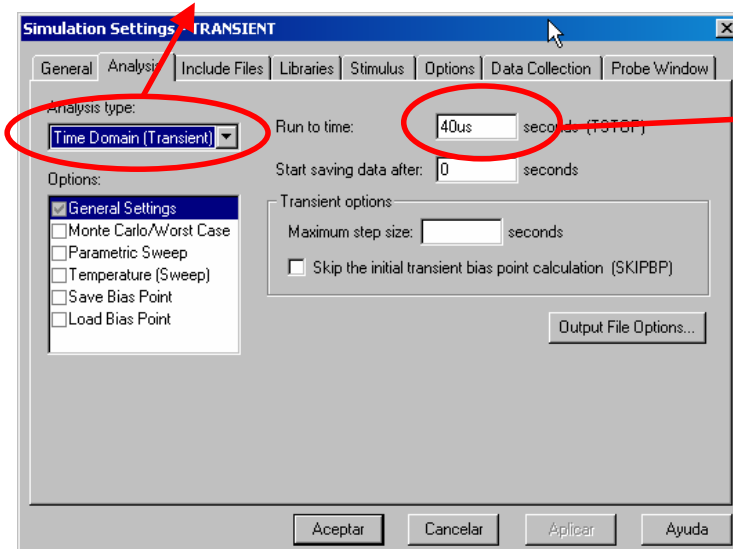 Simulation Settings - TRANSIENT
General Analysis Include Files Libraries Stimulus Options Data Collection Probe Window
Analysis type:
Time Domain (Transient)
Run to time: 40us seconds (TSTOP)
Start saving data after: 0 seconds
Options:
General Settings
Monte Carlo/Worst Case
Parametric Sweep
Temperature (Sweep)
Save Bias Point
Load Bias Point
Transient options
Maximum step size: seconds
Skip the initial transient bias point calculation (SKIPBP)
Output File Options...
Aceptar Cancelar Aplicar Ayuda